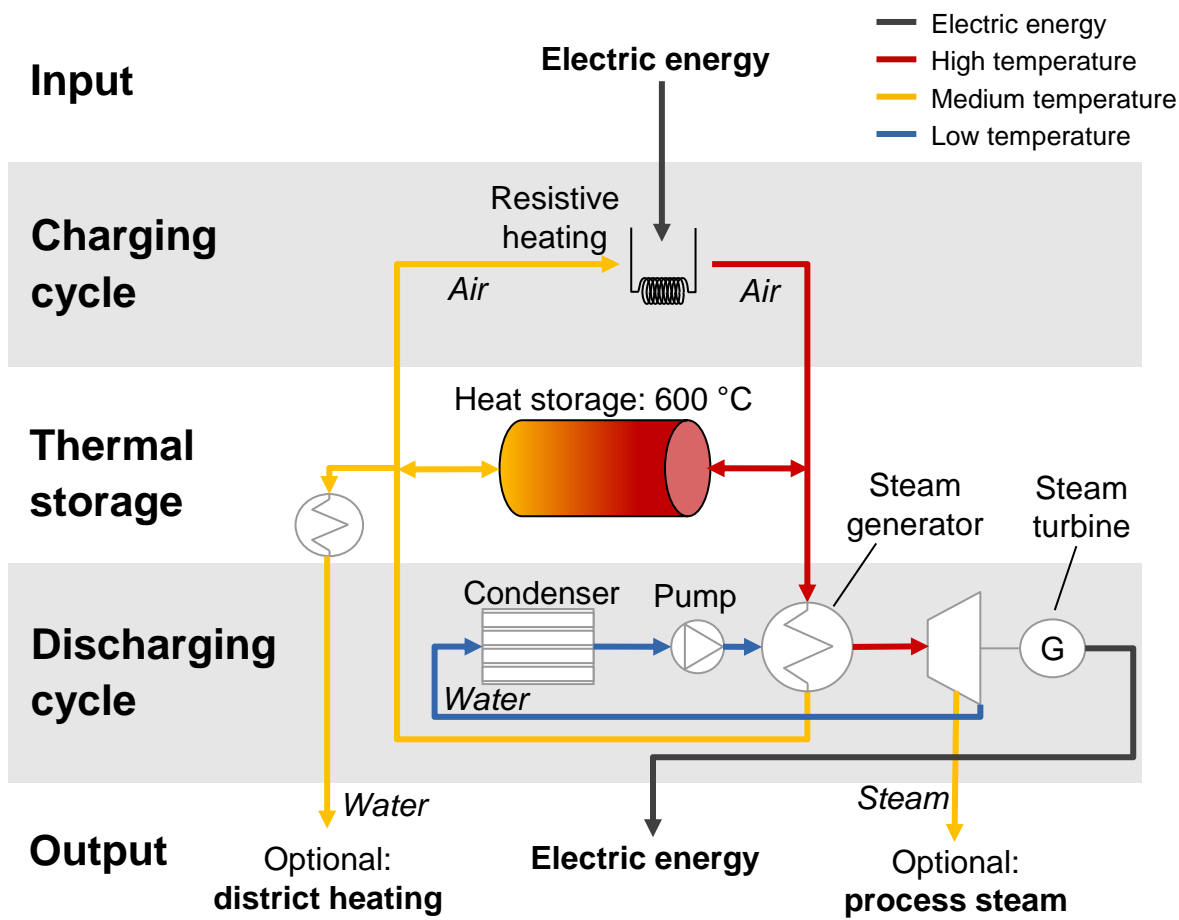 Electric energy
High temperature
Medium temperature
Low temperature
Input
Electric energy
Charging
cycle
Resistive
heating
Air
Air
Heat storage: 600 °C
Thermal
storage
Steam
generator
Steam
turbine
Discharging
cycle
Condenser
Pump
G
Water
Water
Steam
Output
Optional:
district heating
Electric energy
Optional:
process steam